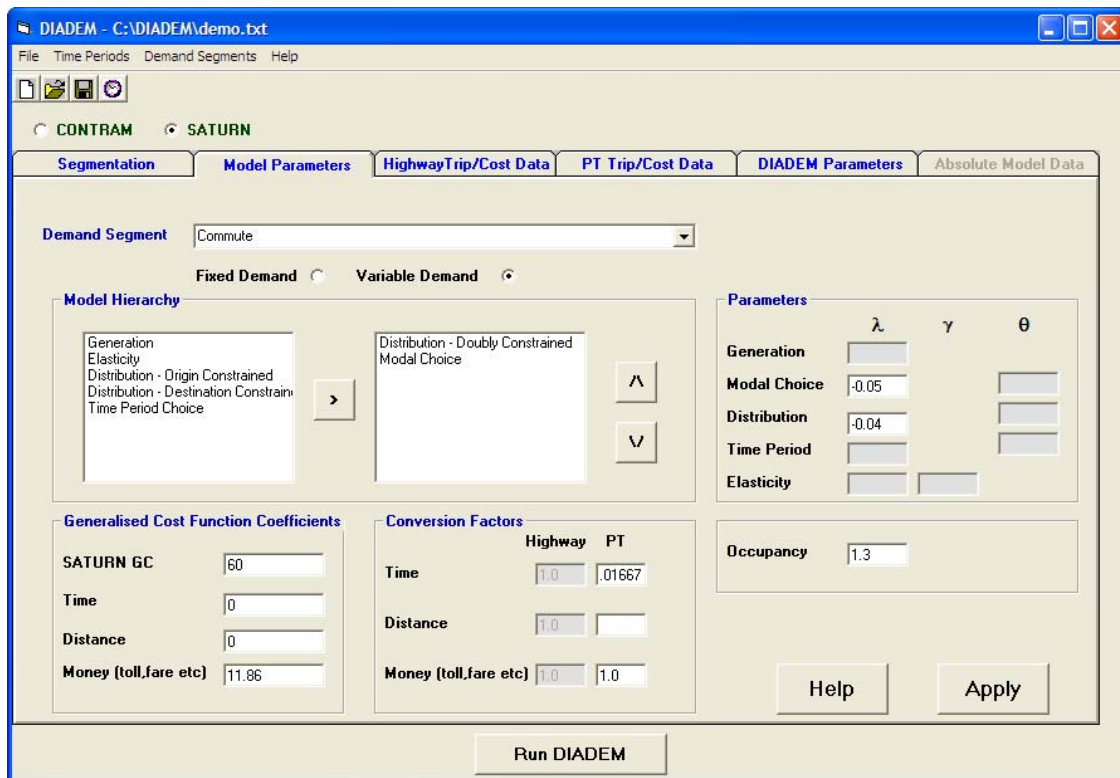 DIADEM - C:\DIADEM\demo.txt
File Time Periods Demand Segments Help
CONTRAM SATURN
Segmentation Model Parameters HighwayTrip/Cost Data PT Trip/Cost Data DIADEM Parameters Absolute Model Data
Demand Segment Commute
Fixed Demand Variable Demand
Model Hierarchy
Generation
Elasticity
Distribution - Origin Constrained
Distribution - Destination Constrain
Time Period Choice
>
Distribution - Doubly Constrained
Modal Choice
/\
\/
Parameters
λ γ θ
Generation
Modal Choice -0.05
Distribution -0.04
Time Period
Elasticity
Generalised Cost Function Coefficients
SATURN GC 60
Time 0
Distance 0
Money (toll,fare etc) 11.86
Conversion Factors
Highway PT
Time 1.0 .01667
Distance 1.0
Money (toll,fare etc) 1.0 1.0
Occupancy 1.3
Help Apply
Run DIADEM